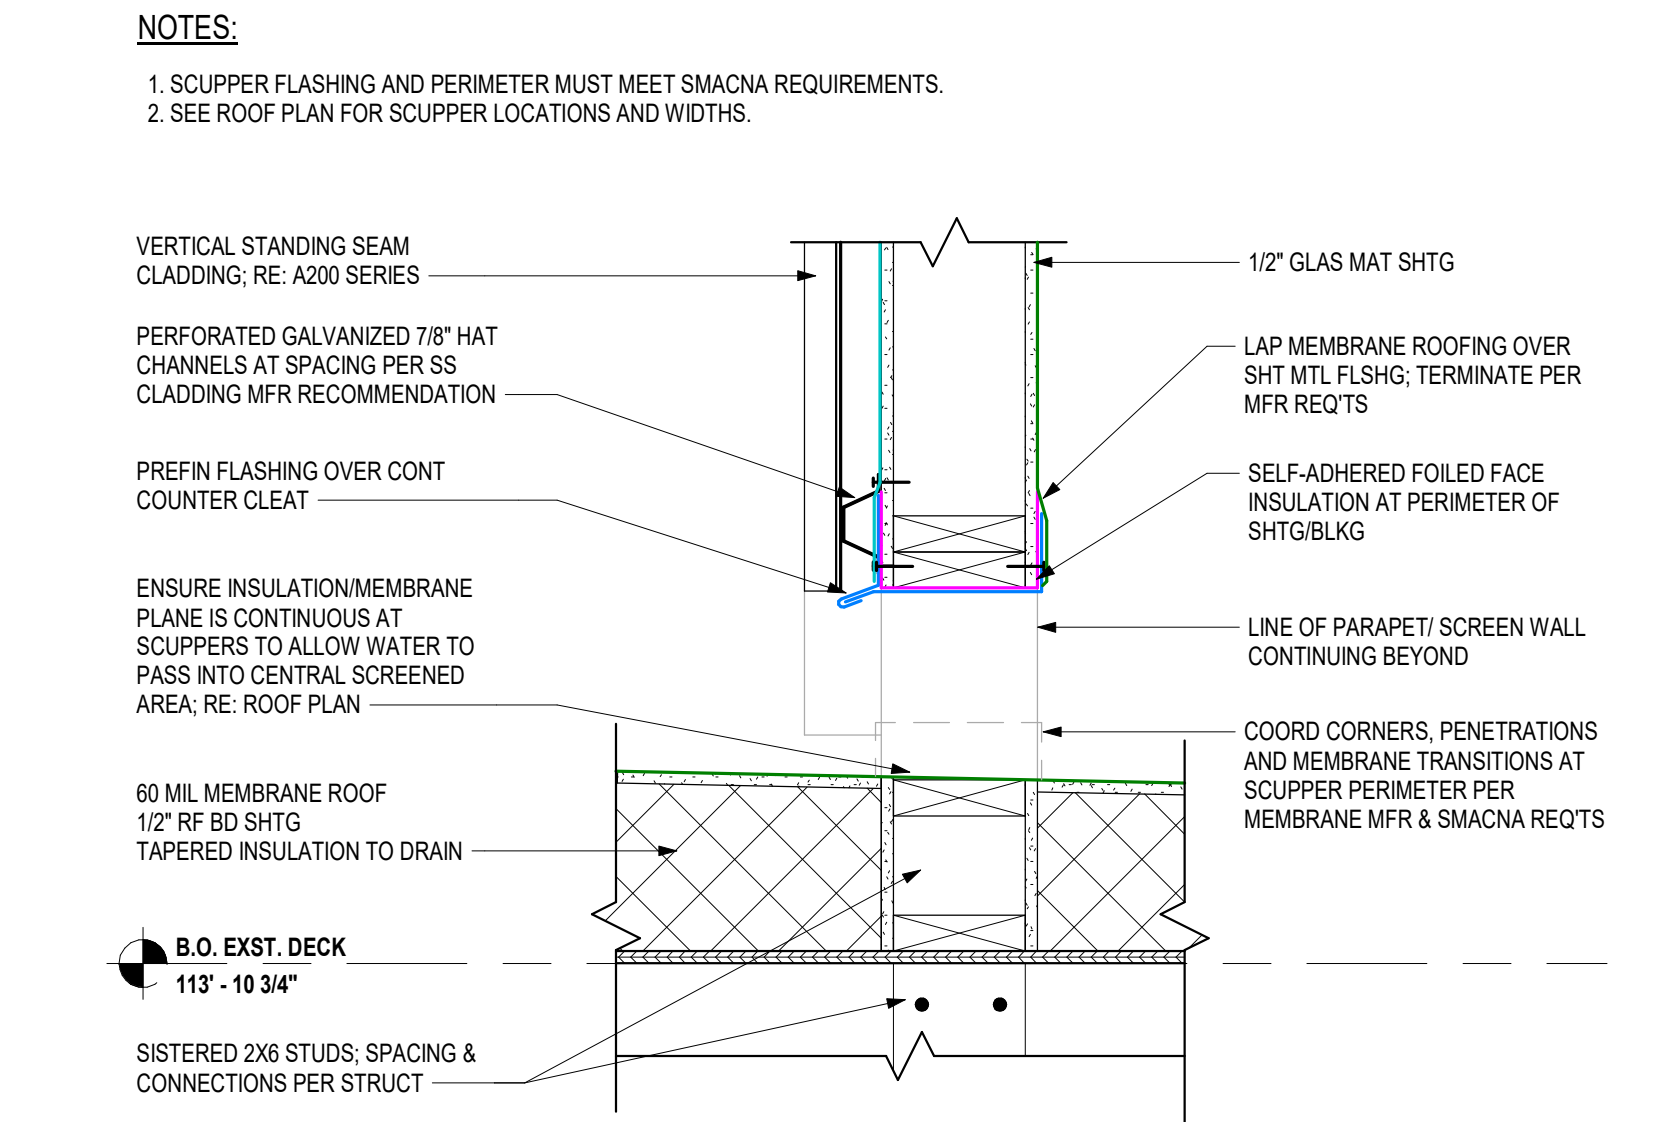 NOTES:
1. SCUPPER FLASHING AND PERIMETER MUST MEET SMACNA REQUIREMENTS.
2. SEE ROOF PLAN FOR SCUPPER LOCATIONS AND WIDTHS.
VERTICAL STANDING SEAM
CLADDING; RE: A200 SERIES
PERFORATED GALVANIZED 7/8" HAT
CHANNELS AT SPACING PER SS
CLADDING MFR RECOMMENDATION
PREFIN FLASHING OVER CONT
COUNTER CLEAT
ENSURE INSULATION/MEMBRANE
PLANE IS CONTINUOUS AT
SCUPPERS TO ALLOW WATER TO
PASS INTO CENTRAL SCREENED
AREA; RE: ROOF PLAN
60 MIL MEMBRANE ROOF
1/2" RF BD SHTG
TAPERED INSULATION TO DRAIN
B.O. EXST. DECK
113' - 10 3/4"
SISTERED 2X6 STUDS; SPACING &
CONNECTIONS PER STRUCT
1/2" GLAS MAT SHTG
LAP MEMBRANE ROOFING OVER
SHT MTL FLSHG; TERMINATE PER
MFR REQ'TS
SELF-ADHERED FOILED FACE
INSULATION AT PERIMETER OF
SHTG/BLKG
LINE OF PARAPET/ SCREEN WALL
CONTINUING BEYOND
COORD CORNERS, PENETRATIONS
AND MEMBRANE TRANSITIONS AT
SCUPPER PERIMETER PER
MEMBRANE MFR & SMACNA REQ'TS